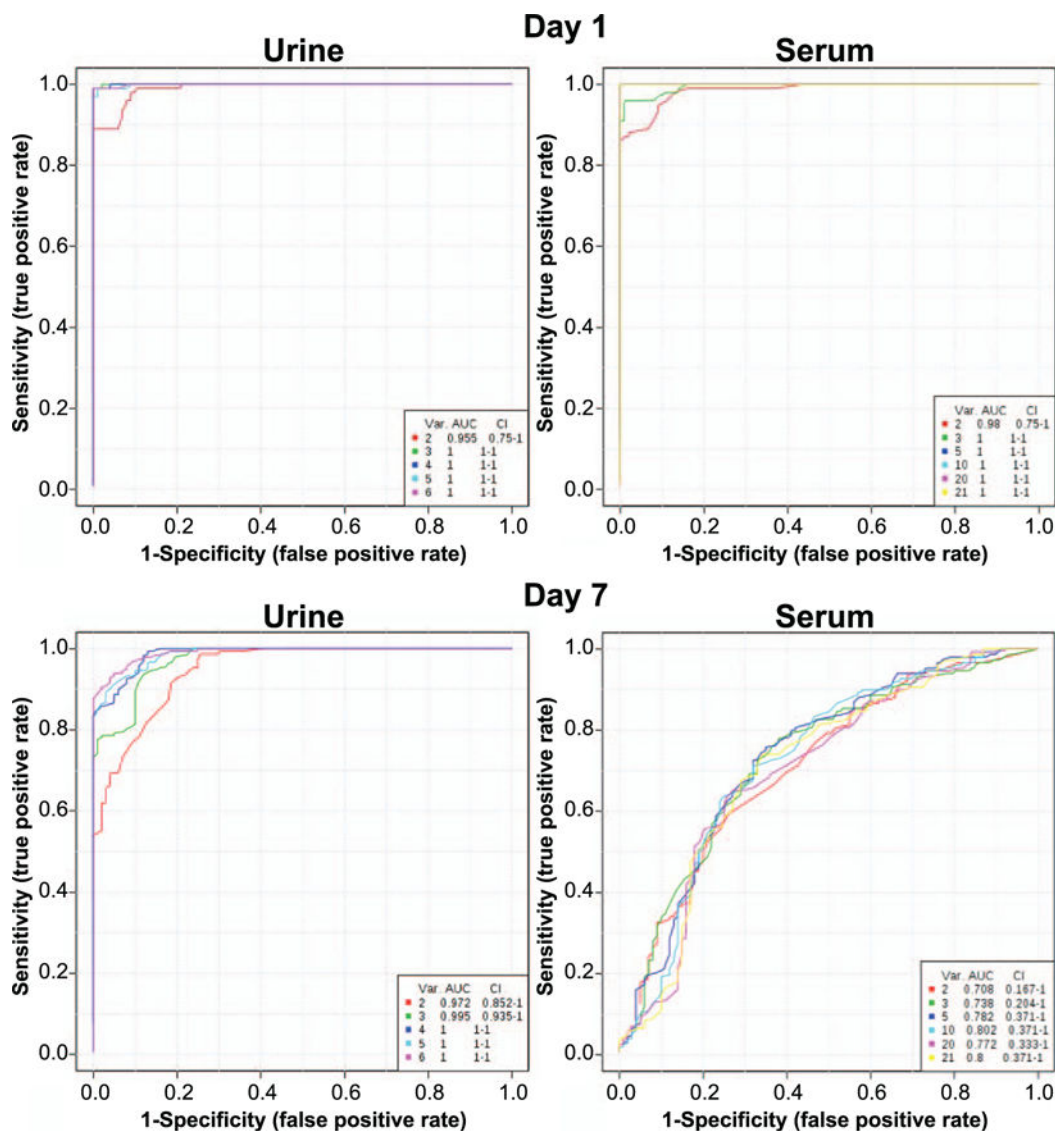 Day 1
Urine
Sensitivity (true positive rate)
1.0
0.8
0.6
0.4
0.2
0.0
Var. AUC CI
2 0.955 0.75-1
3 1 1-1
4 1 1-1
5 1 1-1
6 1 1-1
0.0 0.2 0.4 0.6 0.8 1.0
1-Specificity (false positive rate)
Serum
Sensitivity (true positive rate)
1.0
0.8
0.6
0.4
0.2
0.0
Var. AUC CI
2 0.98 0.75-1
3 1 1-1
5 1 1-1
10 1 1-1
20 1 1-1
21 1 1-1
0.0 0.2 0.4 0.6 0.8 1.0
1-Specificity (false positive rate)
Day 7
Urine
Sensitivity (true positive rate)
1.0
0.8
0.6
0.4
0.2
0.0
Var. AUC CI
2 0.972 0.852-1
3 0.995 0.935-1
4 1 1-1
5 1 1-1
6 1 1-1
0.0 0.2 0.4 0.6 0.8 1.0
1-Specificity (false positive rate)
Serum
Sensitivity (true positive rate)
1.0
0.8
0.6
0.4
0.2
0.0
Var. AUC CI
2 0.708 0.167-1
3 0.738 0.204-1
5 0.782 0.371-1
10 0.802 0.371-1
20 0.772 0.333-1
21 0.8 0.371-1
0.0 0.2 0.4 0.6 0.8 1.0
1-Specificity (false positive rate)